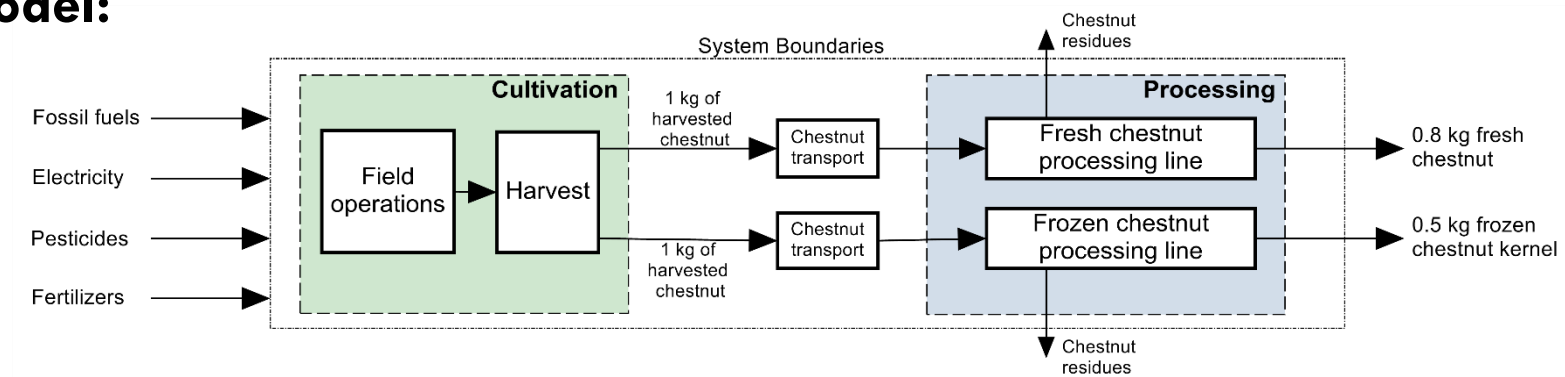 odel:
Chestnut
residues
System Boundaries
Cultivation
Processing
Fossil fuels
Electricity
Pesticides
Fertilizers
Field
operations
Harvest
1 kg of
harvested
chestnut
1 kg of
harvested
chestnut
Chestnut
transport
Chestnut
transport
Fresh chestnut
processing line
Frozen chestnut
processing line
0.8 kg fresh
chestnut
0.5 kg frozen
chestnut kernel
Chestnut
residues